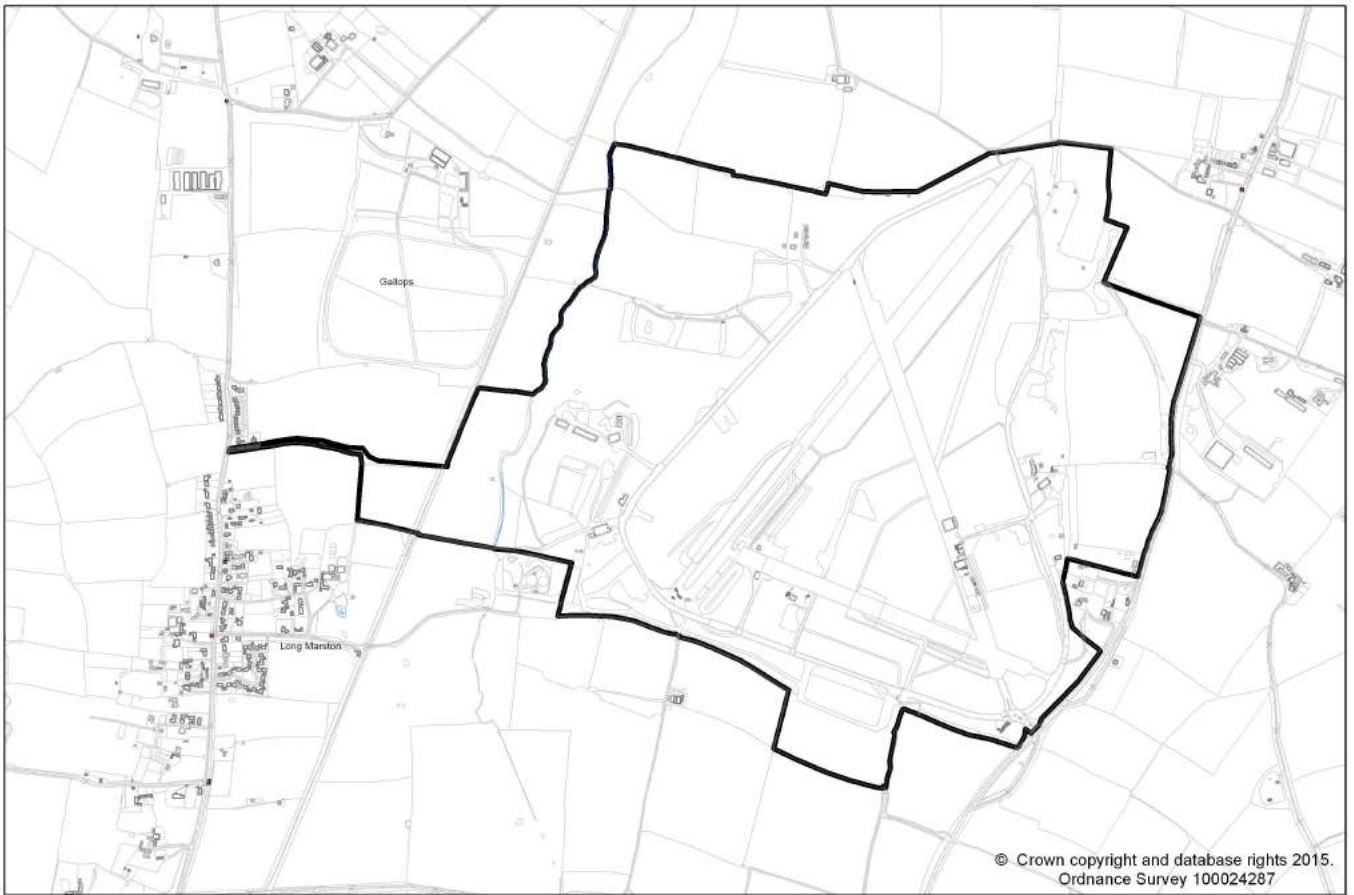 Gallops
Long Marston
© Crown copyright and database rights 2015.
Ordnance Survey 100024287